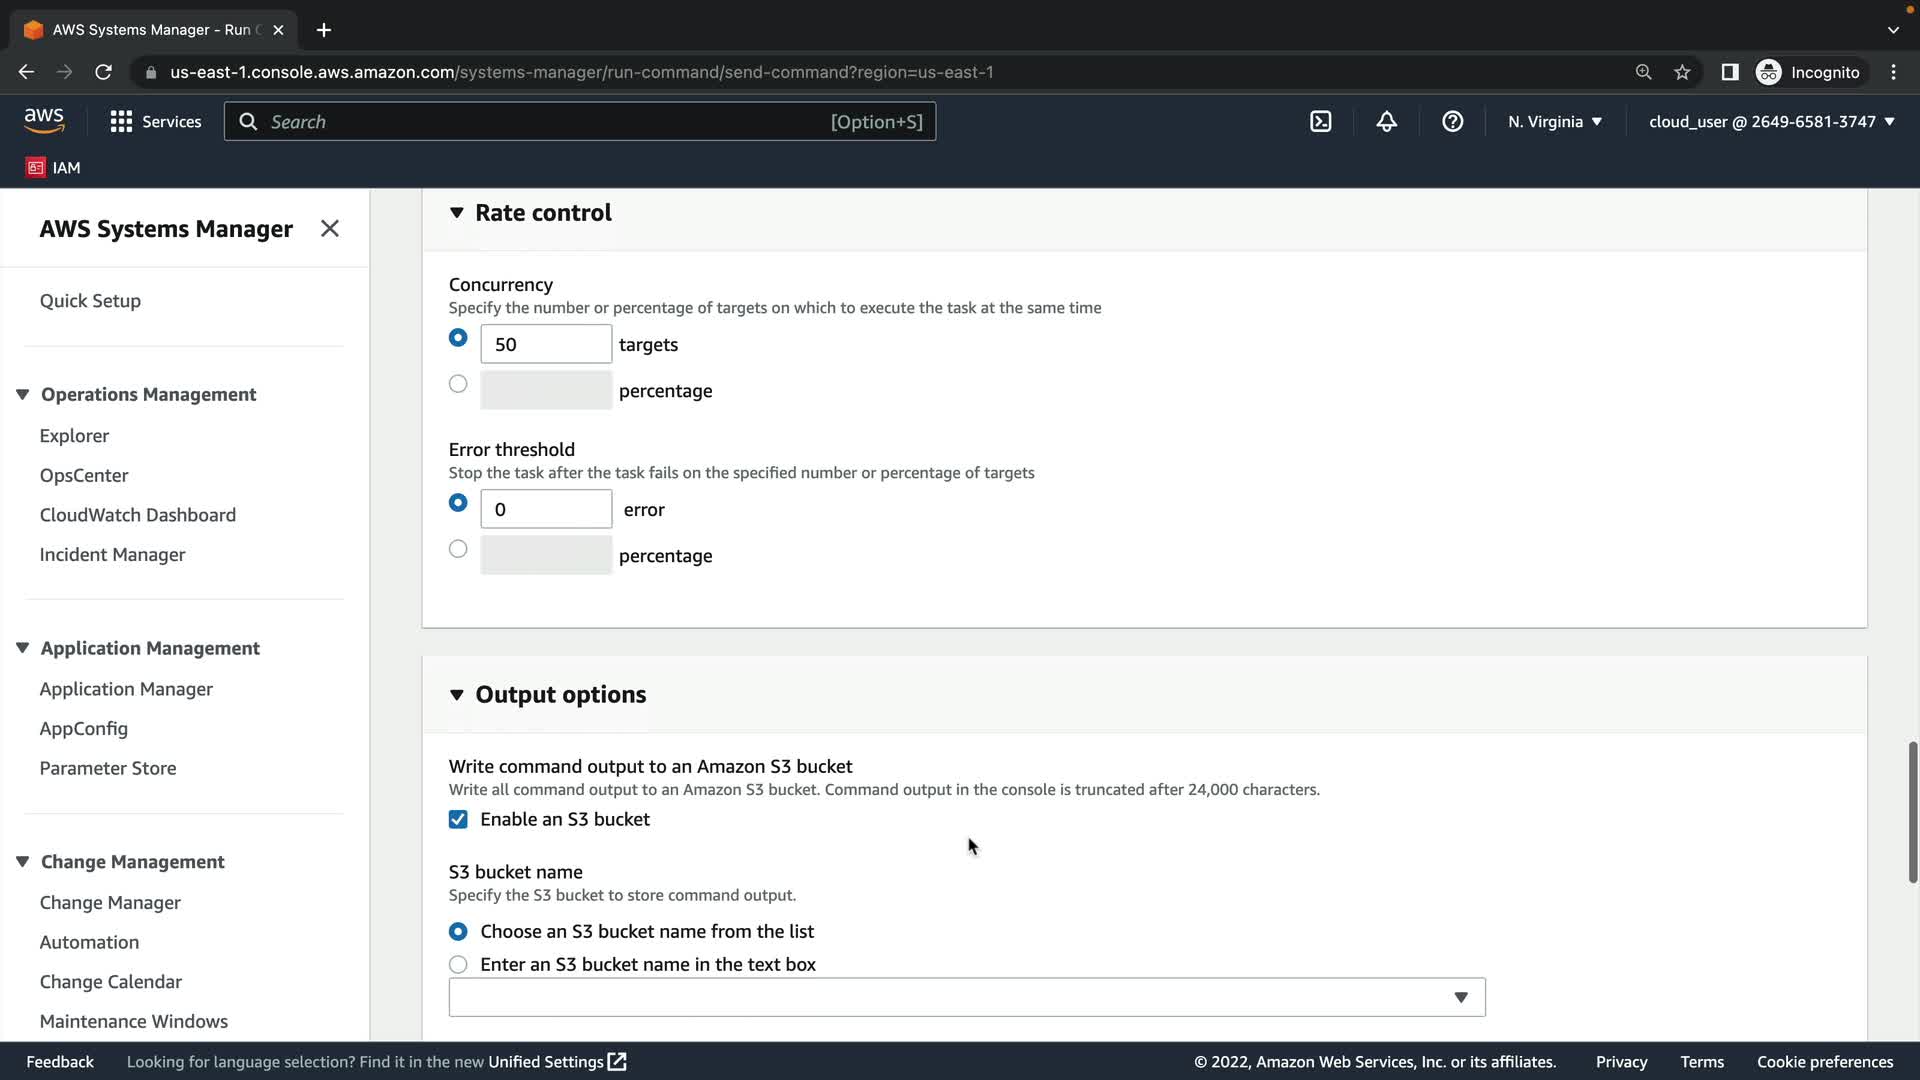 AWS Systems Manager - Run C
us-east-1.console.aws.amazon.com/systems-manager/run-command/send-command?region=us-east-1
Incognito
aws
Services
Search
[Option+S]
N. Virginia
cloud_user @ 2649-6581-3747
IAM
AWS Systems Manager
Quick Setup
Operations Management
Explorer
OpsCenter
CloudWatch Dashboard
Incident Manager
Application Management
Application Manager
AppConfig
Parameter Store
Change Management
Change Manager
Automation
Change Calendar
Maintenance Windows
Rate control
Concurrency
Specify the number or percentage of targets on which to execute the task at the same time
50 targets
percentage
Error threshold
Stop the task after the task fails on the specified number or percentage of targets
0 error
percentage
Output options
Write command output to an Amazon S3 bucket
Write all command output to an Amazon S3 bucket. Command output in the console is truncated after 24,000 characters.
Enable an S3 bucket
S3 bucket name
Specify the S3 bucket to store command output.
Choose an S3 bucket name from the list
Enter an S3 bucket name in the text box
Feedback
Looking for language selection? Find it in the new Unified Settings
© 2022, Amazon Web Services, Inc. or its affiliates.
Privacy
Terms
Cookie preferences